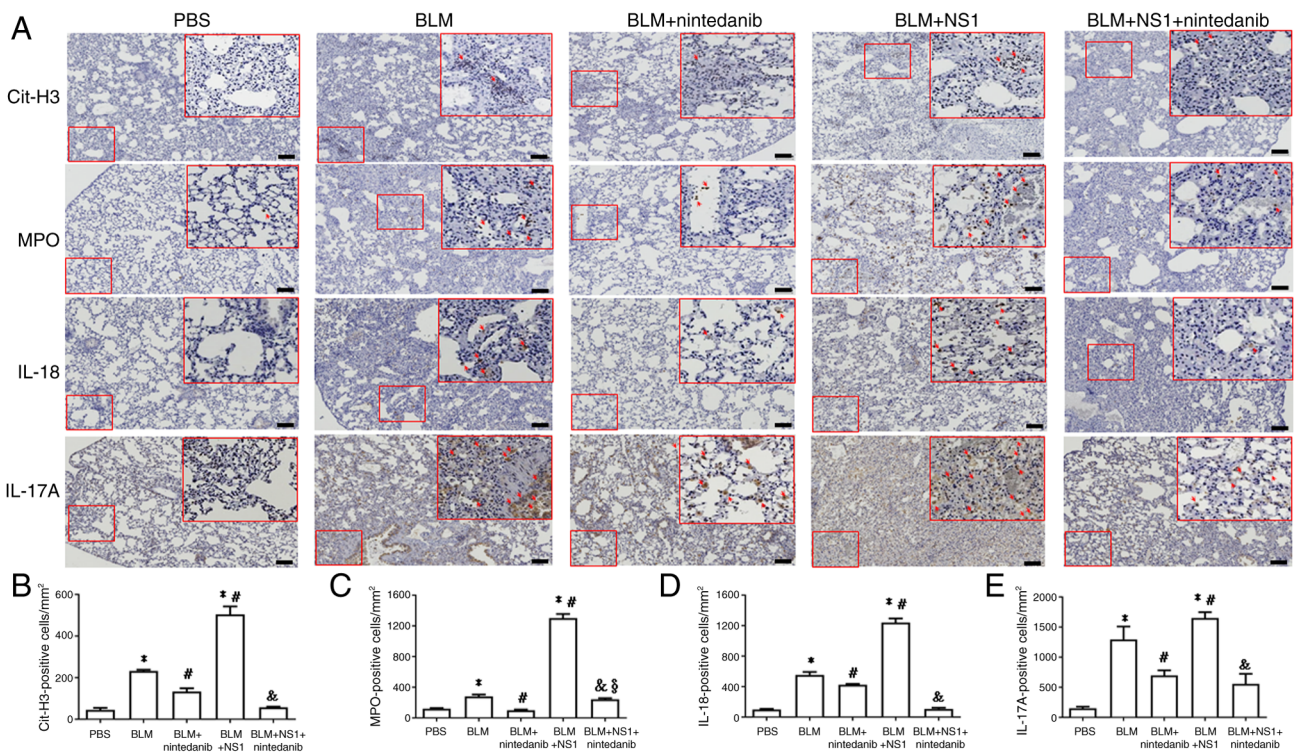 A
PBS
BLM
BLM+nintedanib
BLM+NS1
BLM+NS1+nintedanib
Cit-H3
MPO
IL-18
IL-17A
B
Cit-H3-positive cells/mm²
600
400
200
0
*
#
* #
&
PBS
BLM
BLM+
nintedanib
BLM
+NS1
BLM+NS1+
nintedanib
C
MPO-positive cells/mm²
1600
1200
800
400
0
*
#
* #
& §
PBS
BLM
BLM+
nintedanib
BLM
+NS1
BLM+NS1+
nintedanib
D
IL-18-positive cells/mm²
1600
1200
800
400
0
*
#
* #
&
PBS
BLM
BLM+
nintedanib
BLM
+NS1
BLM+NS1+
nintedanib
E
IL-17A-positive cells/mm²
2000
1500
1000
500
0
*
#
* #
&
PBS
BLM
BLM+
nintedanib
BLM
+NS1
BLM+NS1+
nintedanib